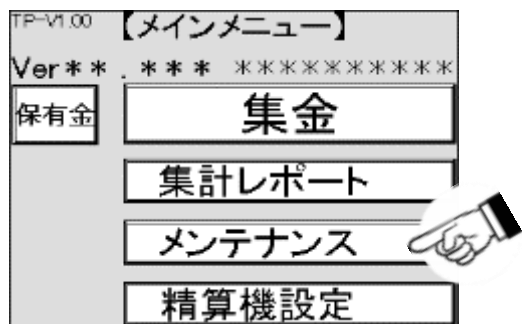 TP-V1.00 【メインメニュー】
Ver**.*** **********
保有金 集金
集計レポート
メンテナンス
精算機設定